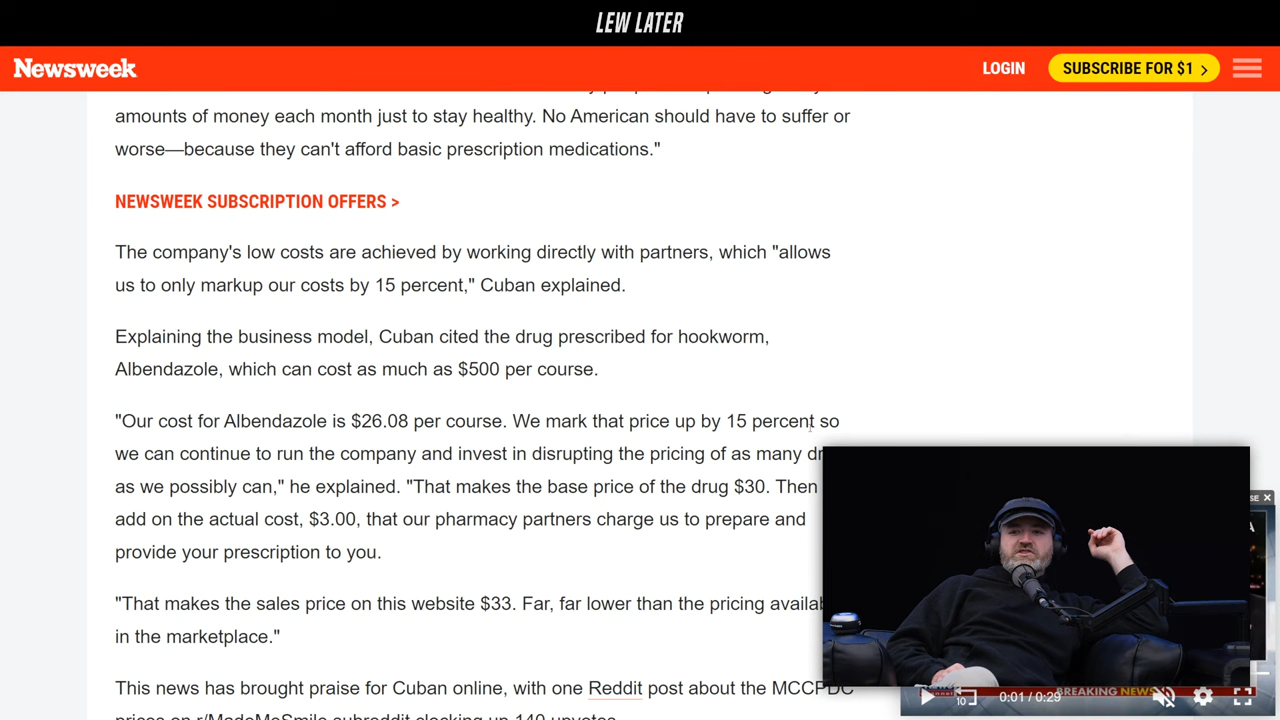 LEW LATER
Newsweek
LOGIN
SUBSCRIBE FOR $1 >
amounts of money each month just to stay healthy. No American should have to suffer or
worse—because they can't afford basic prescription medications."
NEWSWEEK SUBSCRIPTION OFFERS >
The company's low costs are achieved by working directly with partners, which "allows
us to only markup our costs by 15 percent," Cuban explained.
Explaining the business model, Cuban cited the drug prescribed for hookworm,
Albendazole, which can cost as much as $500 per course.
"Our cost for Albendazole is $26.08 per course. We mark that price up by 15 percent so
we can continue to run the company and invest in disrupting the pricing of as many
as we possibly can," he explained. "That makes the base price of the drug $30. Then
add on the actual cost, $3.00, that our pharmacy partners charge us to prepare and
provide your prescription to you.
"That makes the sales price on this website $33. Far, far lower than the pricing
in the marketplace."
This news has brought praise for Cuban online, with one Reddit post about the MCCPDC
10
0:01 / 0:29
BREAKING NEWS